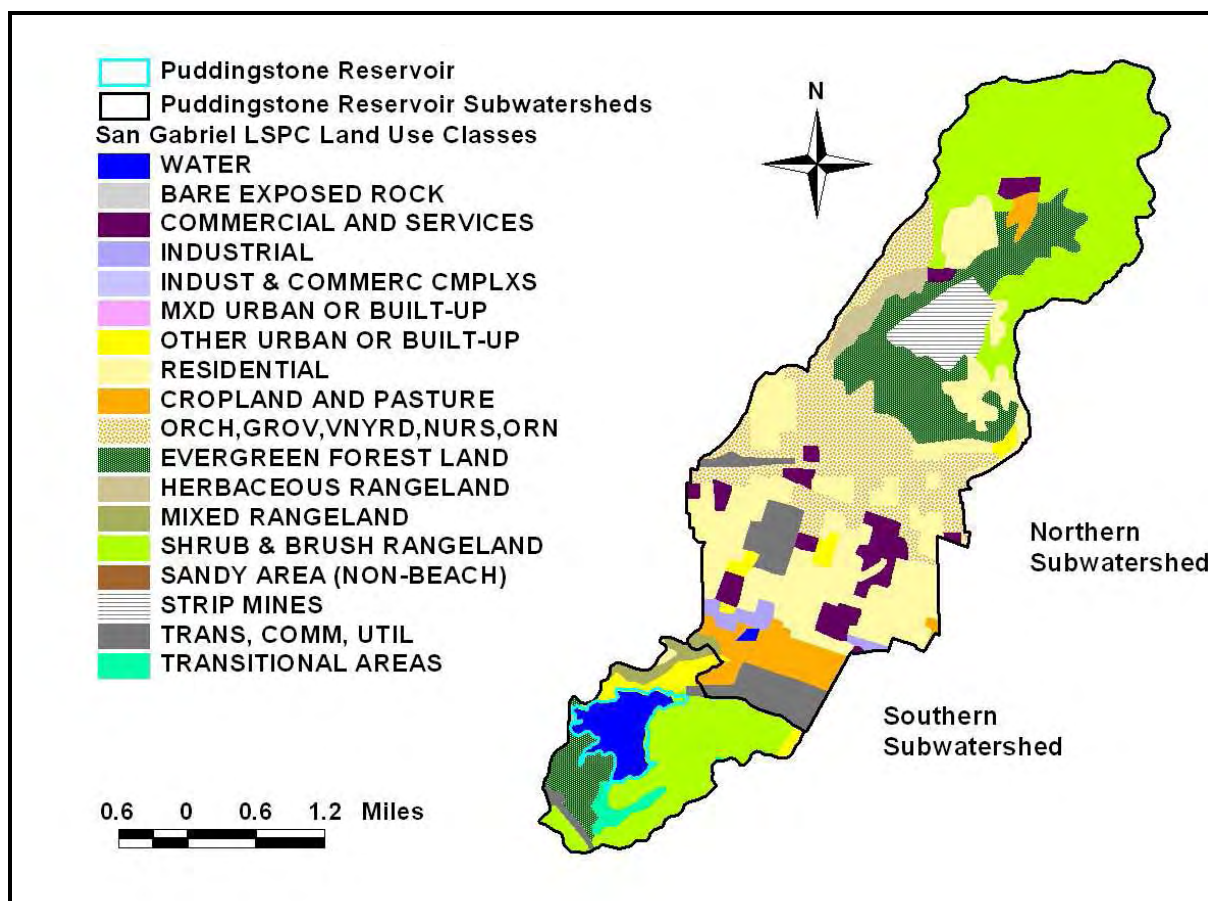 Puddingstone Reservoir
Puddingstone Reservoir Subwatersheds
San Gabriel LSPC Land Use Classes
WATER
BARE EXPOSED ROCK
COMMERCIAL AND SERVICES
INDUSTRIAL
INDUST & COMMERC CMPLXS
MXD URBAN OR BUILT-UP
OTHER URBAN OR BUILT-UP
RESIDENTIAL
CROPLAND AND PASTURE
ORCH,GROV,VNYRD,NURS,ORN
EVERGREEN FOREST LAND
HERBACEOUS RANGELAND
MIXED RANGELAND
SHRUB & BRUSH RANGELAND
SANDY AREA (NON-BEACH)
STRIP MINES
TRANS, COMM, UTIL
TRANSITIONAL AREAS
N
Northern
Subwatershed
Southern
Subwatershed
0.6 0 0.6 1.2 Miles